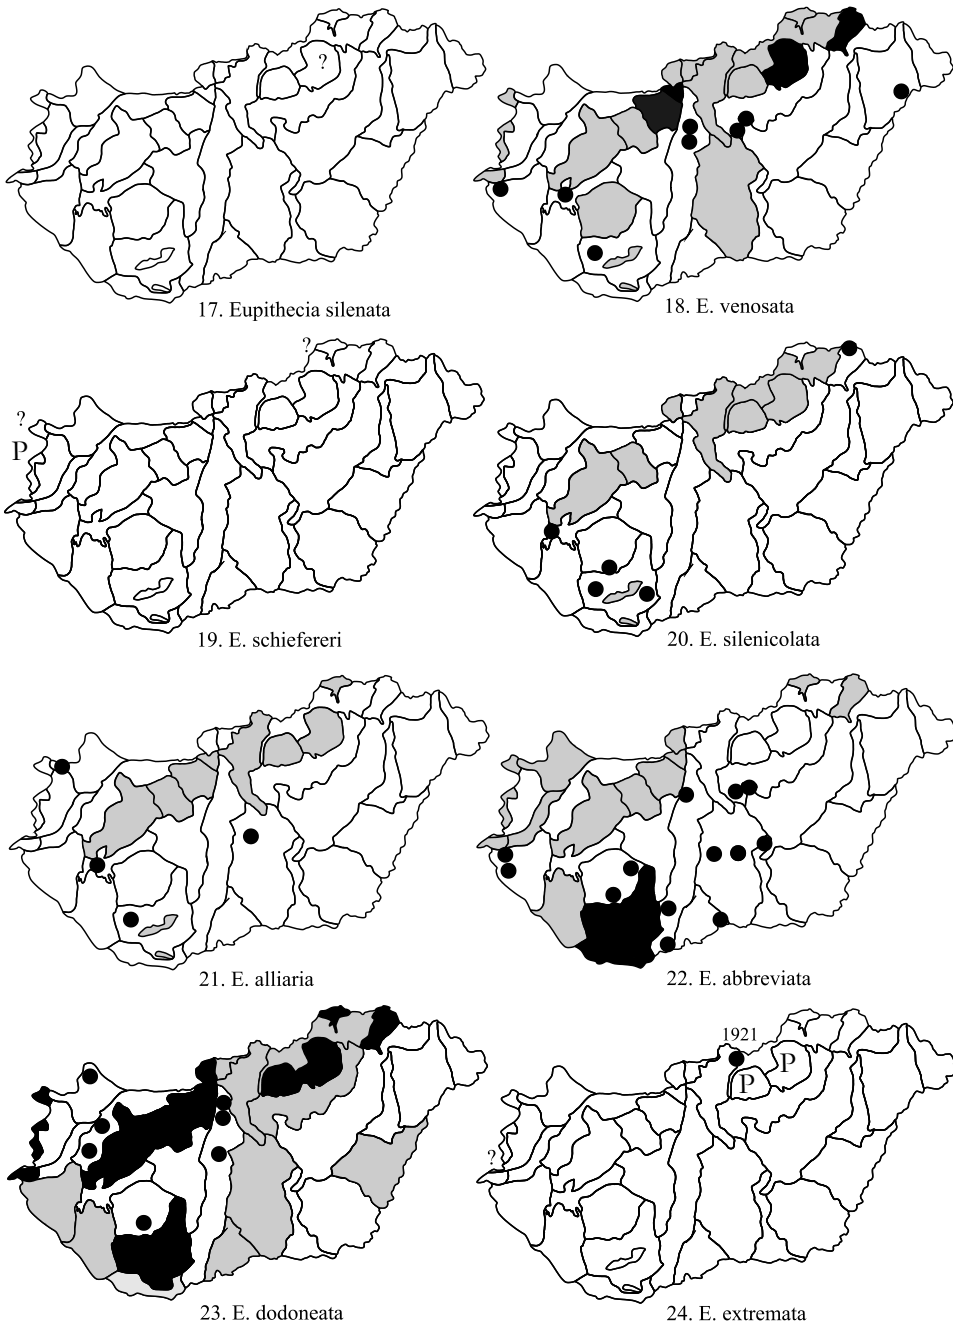 ?
17. Eupithecia silenata
18. E. venosata
?
?
P
19. E. schiefereri
20. E. silenicolata
21. E. alliaria
22. E. abbreviata
23. E. dodoneata
1921
P
P
?
24. E. extremata